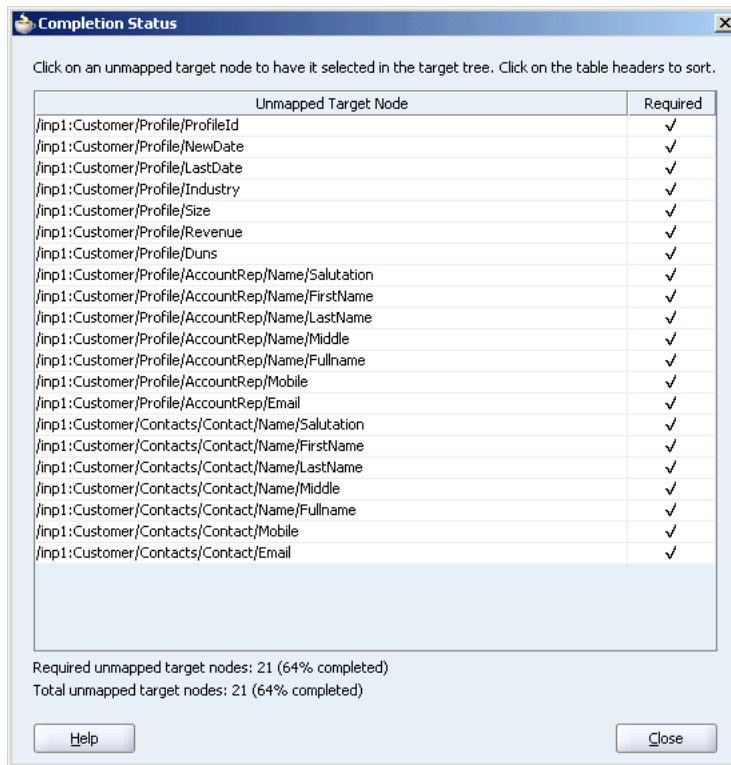 Completion Status
Click on an unmapped target node to have it selected in the target tree. Click on the table headers to sort.
Unmapped Target Node Required
/inp1:Customer/Profile/ProfileId ✓
/inp1:Customer/Profile/NewDate ✓
/inp1:Customer/Profile/LastDate ✓
/inp1:Customer/Profile/Industry ✓
/inp1:Customer/Profile/Size ✓
/inp1:Customer/Profile/Revenue ✓
/inp1:Customer/Profile/Duns ✓
/inp1:Customer/Profile/AccountRep/Name/Salutation ✓
/inp1:Customer/Profile/AccountRep/Name/FirstName ✓
/inp1:Customer/Profile/AccountRep/Name/LastName ✓
/inp1:Customer/Profile/AccountRep/Name/Middle ✓
/inp1:Customer/Profile/AccountRep/Name/Fullname ✓
/inp1:Customer/Profile/AccountRep/Mobile ✓
/inp1:Customer/Profile/AccountRep/Email ✓
/inp1:Customer/Contacts/Contact/Name/Salutation ✓
/inp1:Customer/Contacts/Contact/Name/FirstName ✓
/inp1:Customer/Contacts/Contact/Name/LastName ✓
/inp1:Customer/Contacts/Contact/Name/Middle ✓
/inp1:Customer/Contacts/Contact/Name/Fullname ✓
/inp1:Customer/Contacts/Contact/Mobile ✓
/inp1:Customer/Contacts/Contact/Email ✓
Required unmapped target nodes: 21 (64% completed)
Total unmapped target nodes: 21 (64% completed)
Help Close